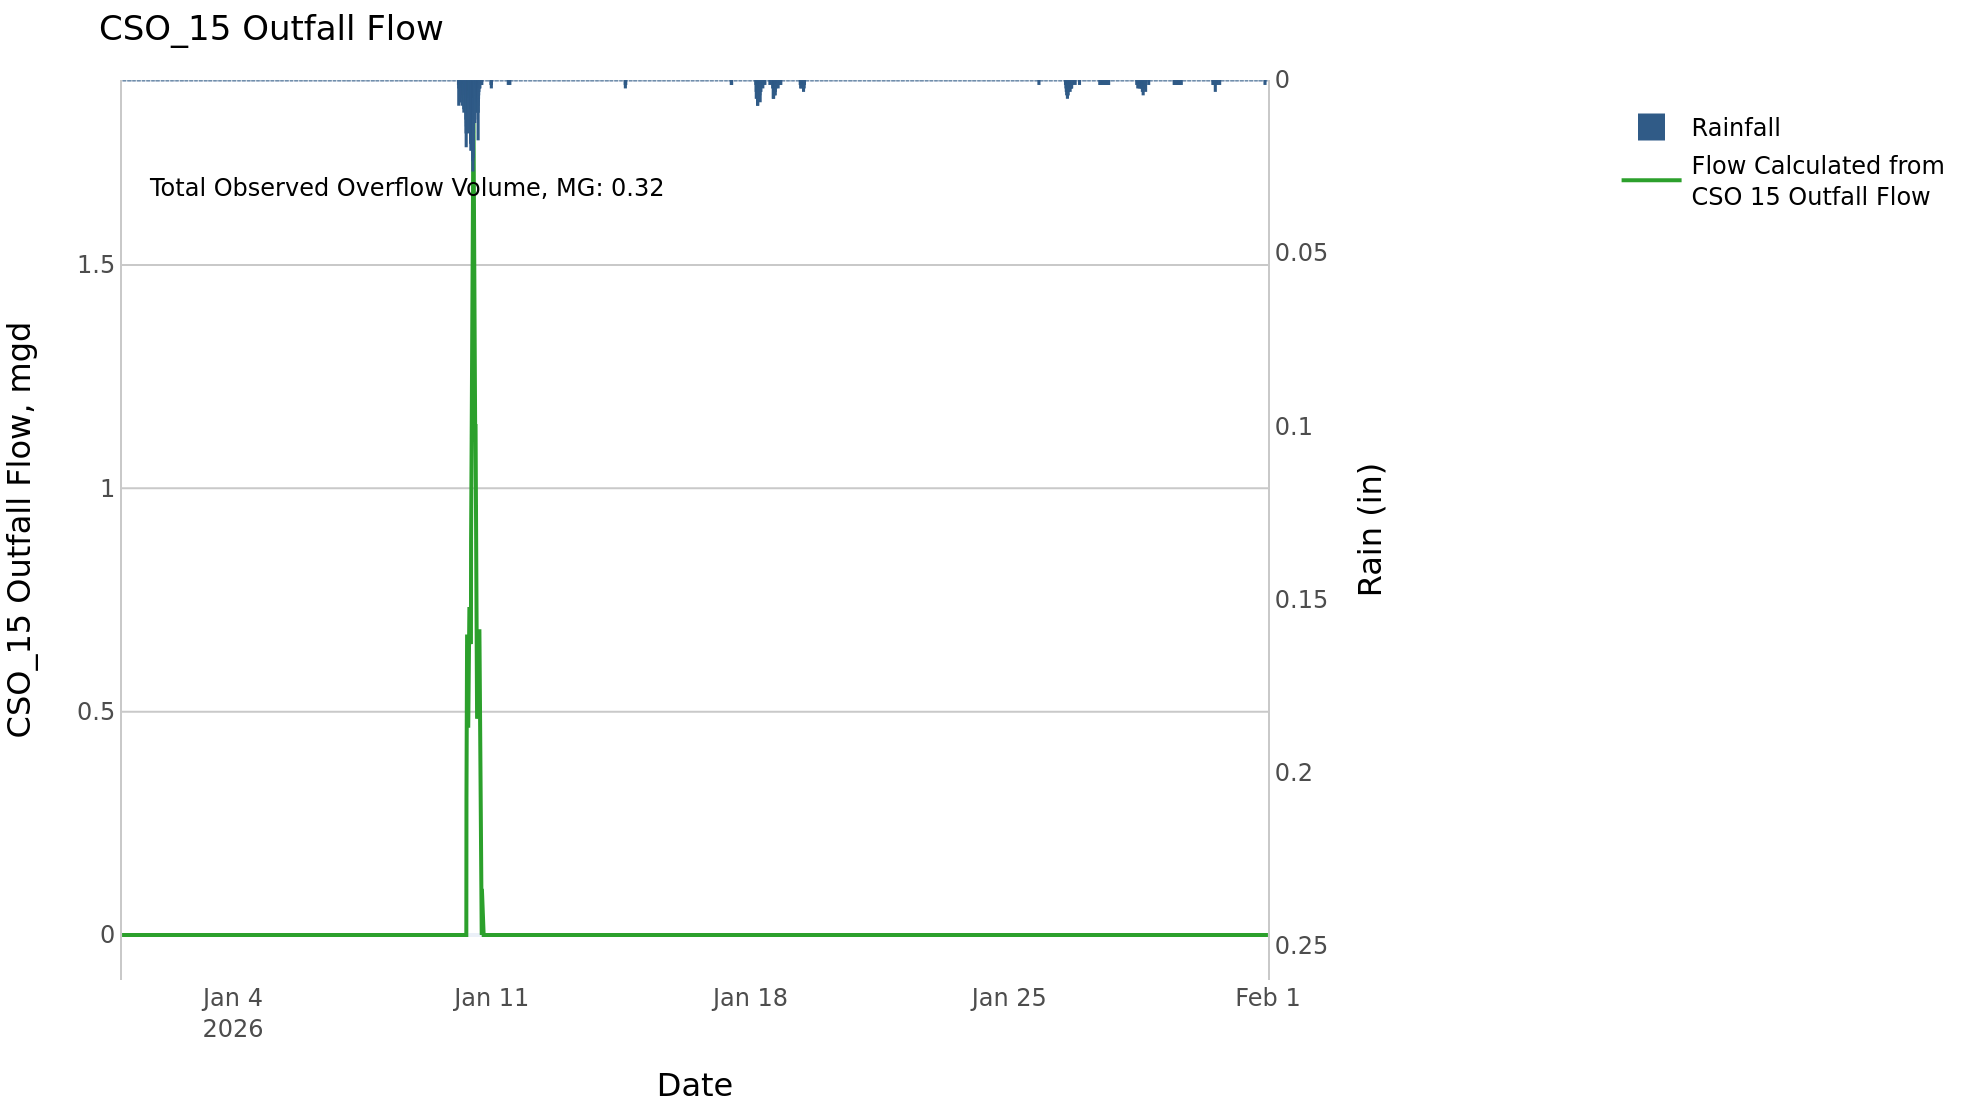 CSO_15 Outfall Flow
Total Observed Overflow Volume, MG: 0.32
CSO_15 Outfall Flow, mgd
1.5
1
0.5
0
0
0.05
0.1
0.15
0.2
0.25
Rain (in)
Jan 4
2026
Jan 11
Jan 18
Jan 25
Feb 1
Date
Rainfall
Flow Calculated from
CSO 15 Outfall Flow